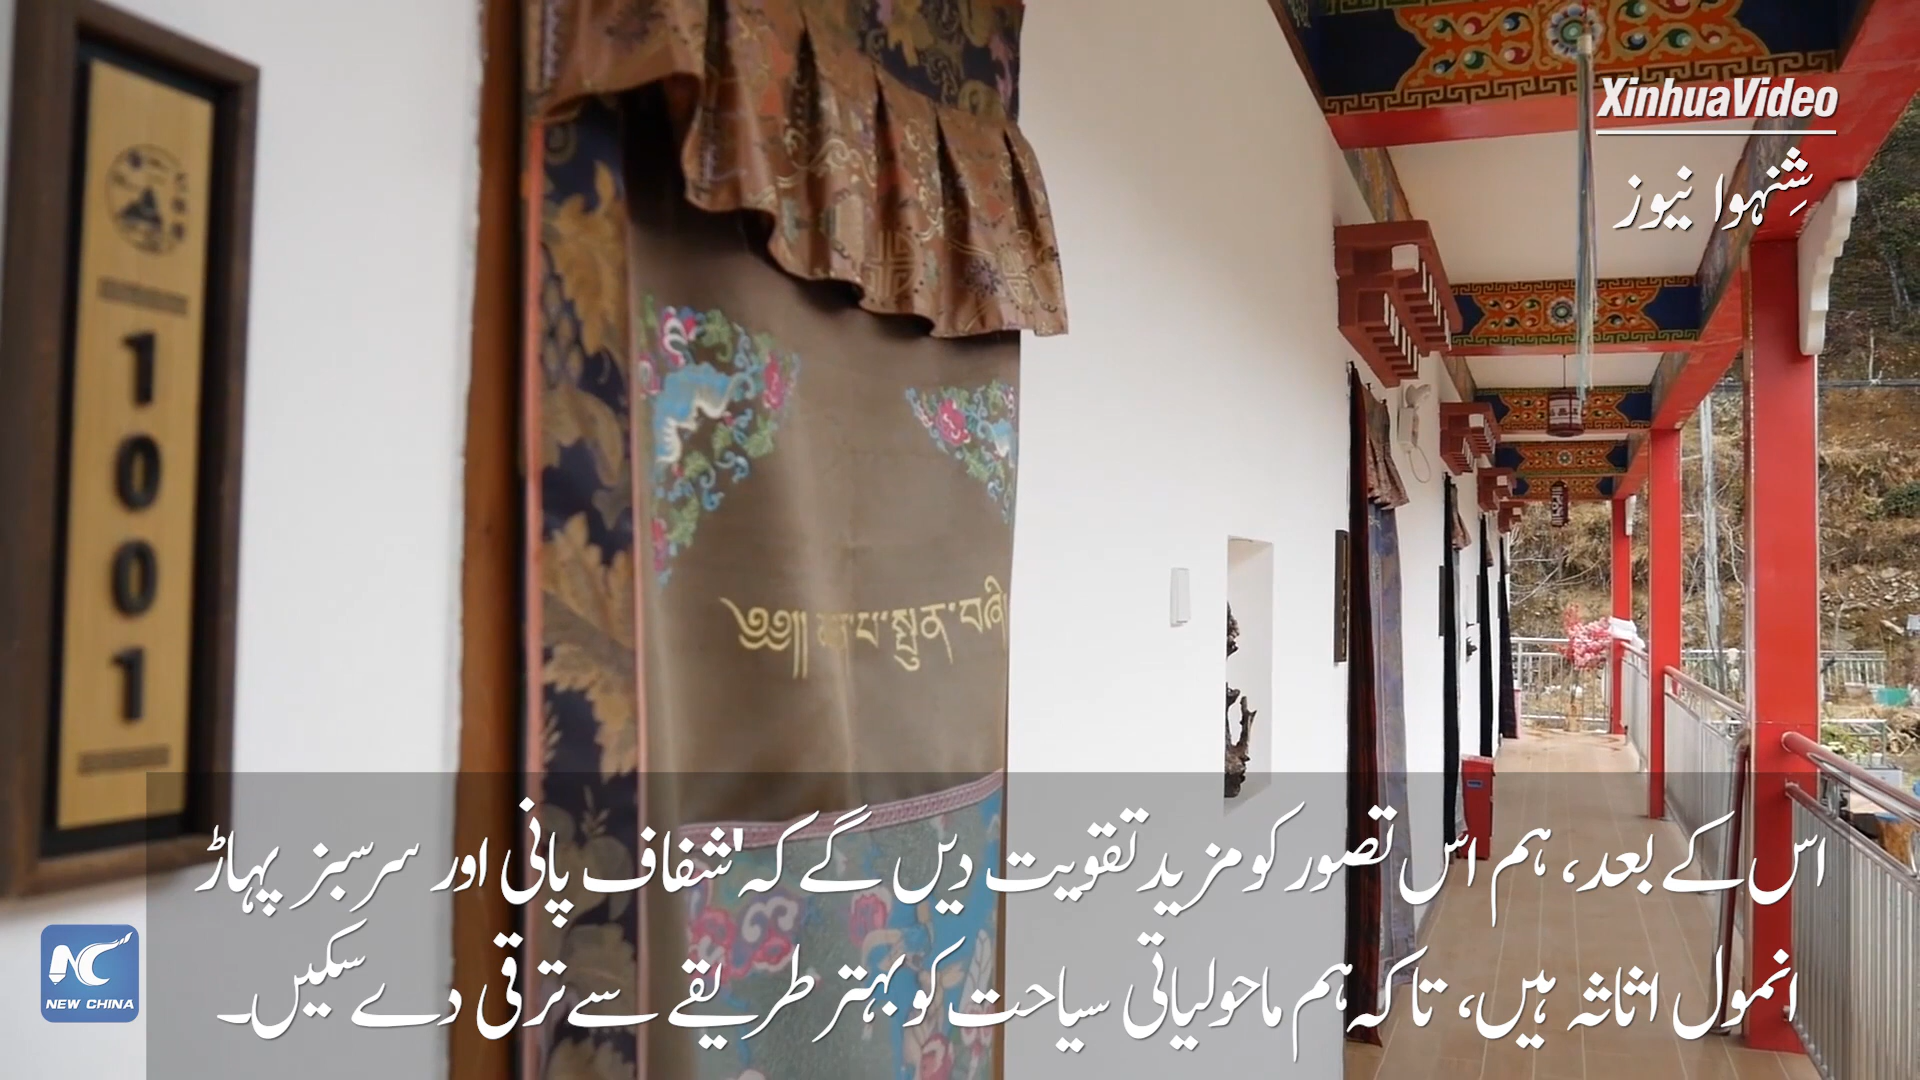 XinhuaVideo
شِنہوا نیوز
1001
اس کے بعد، ہم اس تصور کو مزید تقویت دیں گے کہ 'شفاف پانی اور سرسبز پہاڑ
انمول اثاثہ ہیں، تاکہ ہم ماحولیاتی سیاحت کو بہتر طریقے سے ترقی دے سکیں۔
NEW CHINA